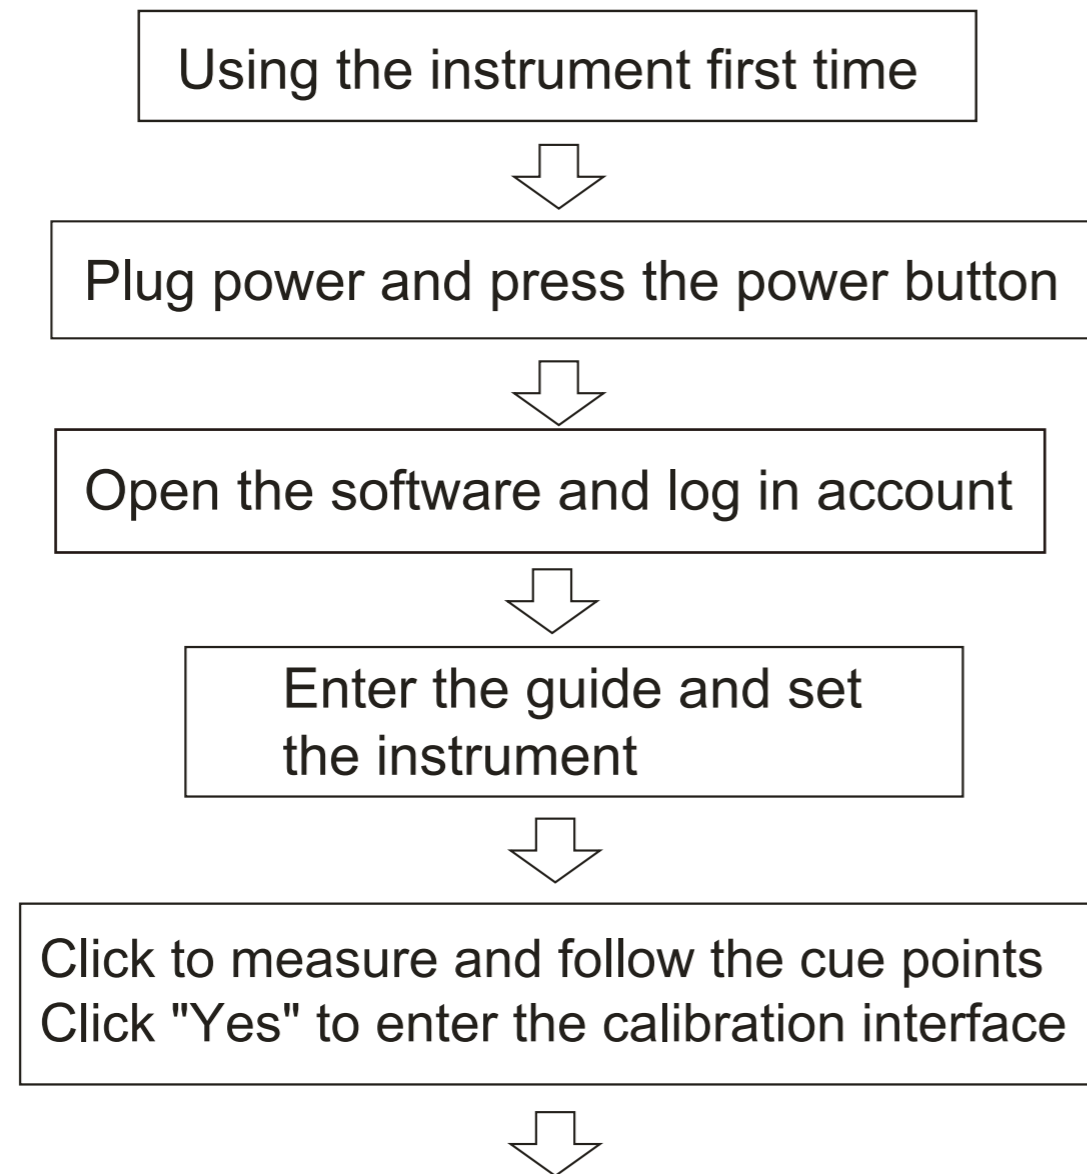 Using the instrument first time
Plug power and press the power button
Open the software and log in account
Enter the guide and set
the instrument
Click to measure and follow the cue points
Click "Yes" to enter the calibration interface